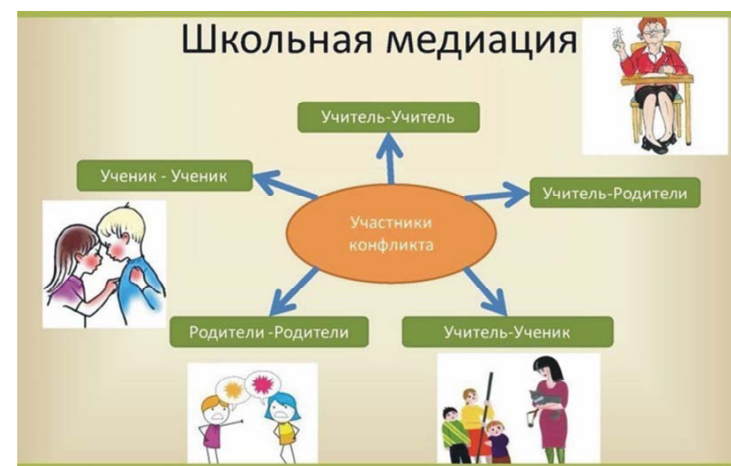 Школьная медиация
Учитель-Учитель
Ученик - Ученик
Учитель-Родители
Участники
конфликта
Родители -Родители
Учитель-Ученик